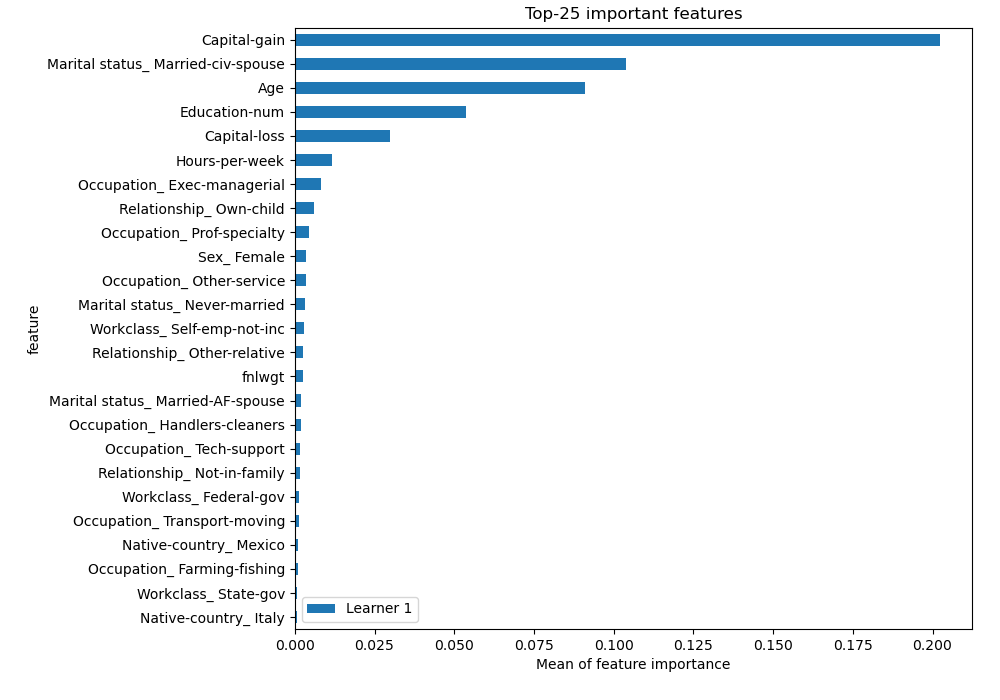 Top-25 important features
Capital-gain
Marital status_ Married-civ-spouse
Age
Education-num
Capital-loss
Hours-per-week
Occupation_ Exec-managerial
Relationship_ Own-child
Occupation_ Prof-specialty
Sex_ Female
Occupation_ Other-service
Marital status_ Never-married
Workclass_ Self-emp-not-inc
Relationship_ Other-relative
fnlwgt
Marital status_ Married-AF-spouse
Occupation_ Handlers-cleaners
Occupation_ Tech-support
Relationship_ Not-in-family
Workclass_ Federal-gov
Occupation_ Transport-moving
Native-country_ Mexico
Occupation_ Farming-fishing
Workclass_ State-gov
Native-country_ Italy
feature
Learner 1
0.000 0.025 0.050 0.075 0.100 0.125 0.150 0.175 0.200
Mean of feature importance